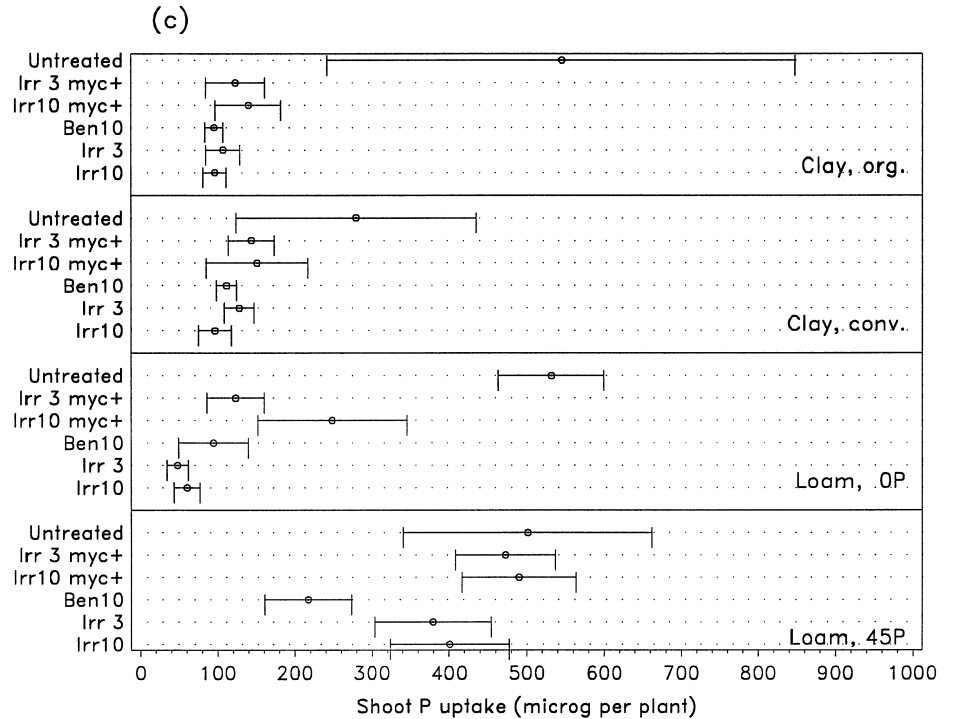 (c)
Untreated
Irr 3 myc+
Irr10 myc+
Ben10
Irr 3
Irr10
Clay, org.
Untreated
Irr 3 myc+
Irr10 myc+
Ben10
Irr 3
Irr10
Clay, conv.
Untreated
Irr 3 myc+
Irr10 myc+
Ben10
Irr 3
Irr10
Loam, 0P
Untreated
Irr 3 myc+
Irr10 myc+
Ben10
Irr 3
Irr10
Loam, 45P
0 100 200 300 400 500 600 700 800 900 1000
Shoot P uptake (microg per plant)